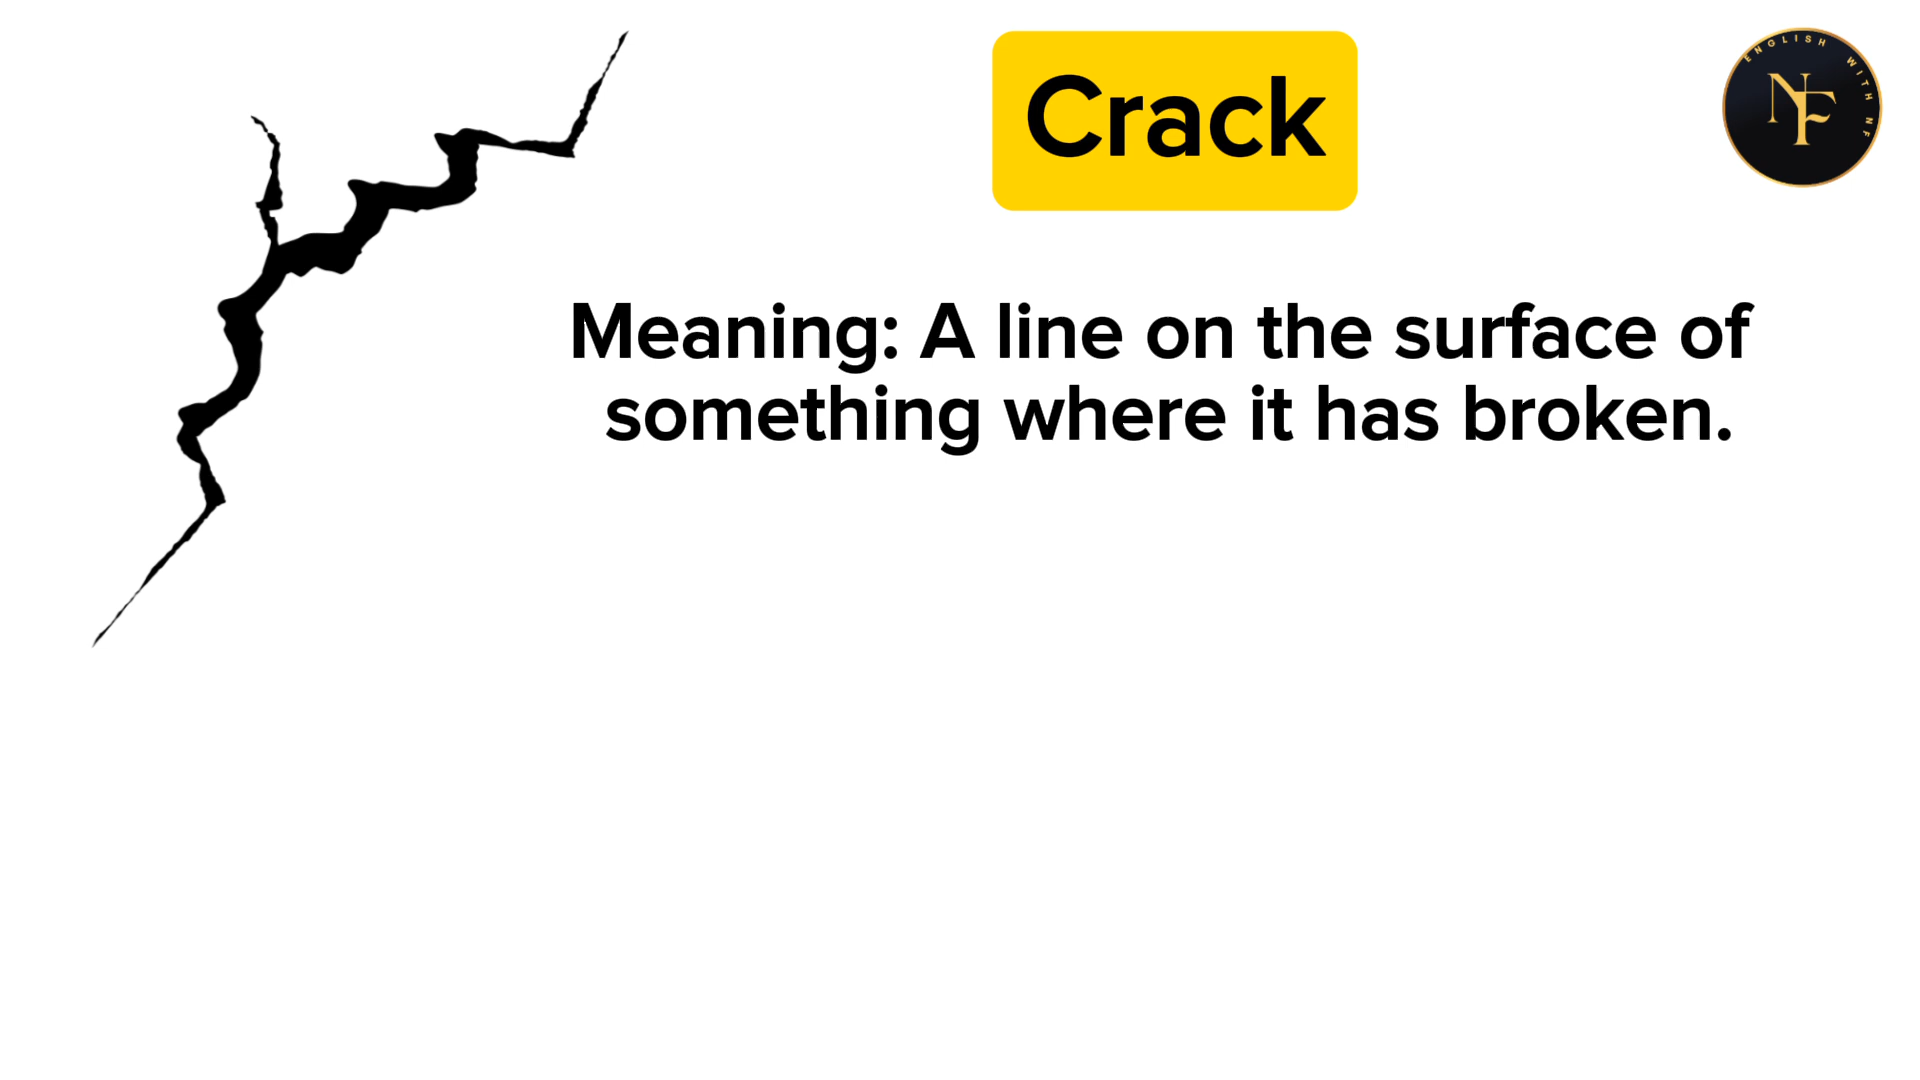 Crack
ENGLISH WITH NF
NF
Meaning: A line on the surface of
something where it has broken.